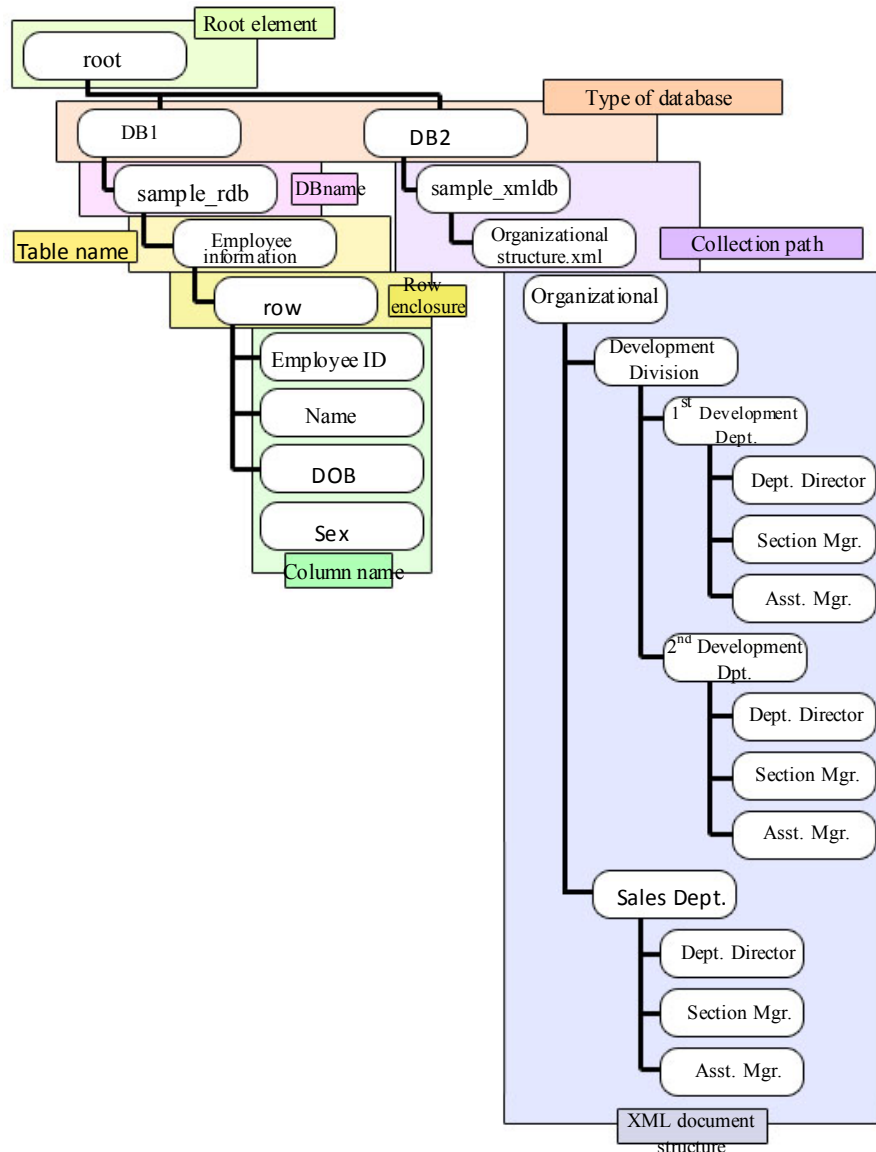 Root element
root
Type of database
DB1
DB2
sample_rdb
DBname
sample_xmldb
Table name
Employee
information
Organizational
structure.xml
Collection path
row
Row
enclosure
Organizational
Employee ID
Development
Division
Name
1st Development
Dept.
DOB
Dept. Director
Sex
Section Mgr.
Column name
Asst. Mgr.
2nd Development
Dpt.
Dept. Director
Section Mgr.
Asst. Mgr.
Sales Dept.
Dept. Director
Section Mgr.
Asst. Mgr.
XML document
structure